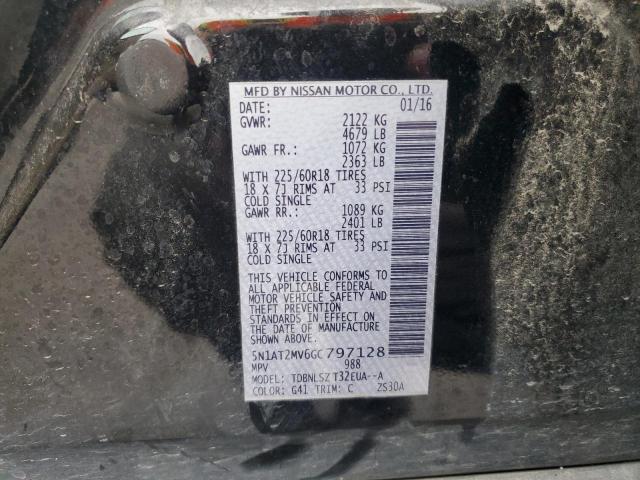 MFD BY NISSAN MOTOR CO., LTD.
DATE: 01/16
GVWR: 2122 KG
4679 LB
GAWR FR.: 1072 KG
2363 LB
WITH 225/60R18 TIRES
18 X 7J RIMS AT 33 PSI
COLD SINGLE
GAWR RR.: 1089 KG
2401 LB
WITH 225/60R18 TIRES
18 X 7J RIMS AT 33 PSI
COLD SINGLE
THIS VEHICLE CONFORMS TO
ALL APPLICABLE FEDERAL
MOTOR VEHICLE SAFETY AND
THEFT PREVENTION
STANDARDS IN EFFECT ON
THE DATE OF MANUFACTURE
SHOWN ABOVE.
5N1AT2MV6GC797128
MPV 988
MODEL: TDBNLSZ T32EUA--A
COLOR: G41 TRIM: C ZS30A